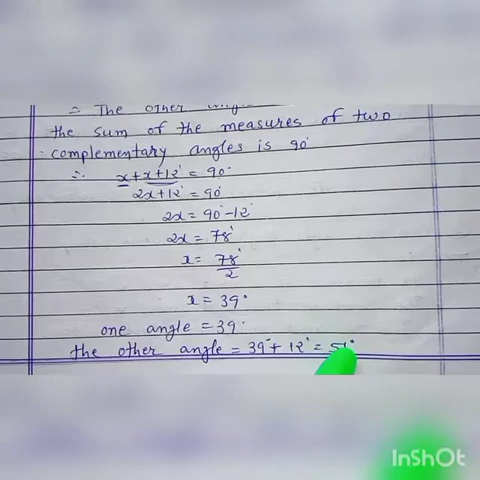 = The other
the sum of the measures of two
complementary angles is 90°
∴ x+x+12°=90°
2x+12°=90°
2x=90°-12°
2x=78°
x=78°/2
x=39°
one angle=39°
the other angle=39°+12°=51°
InShOt